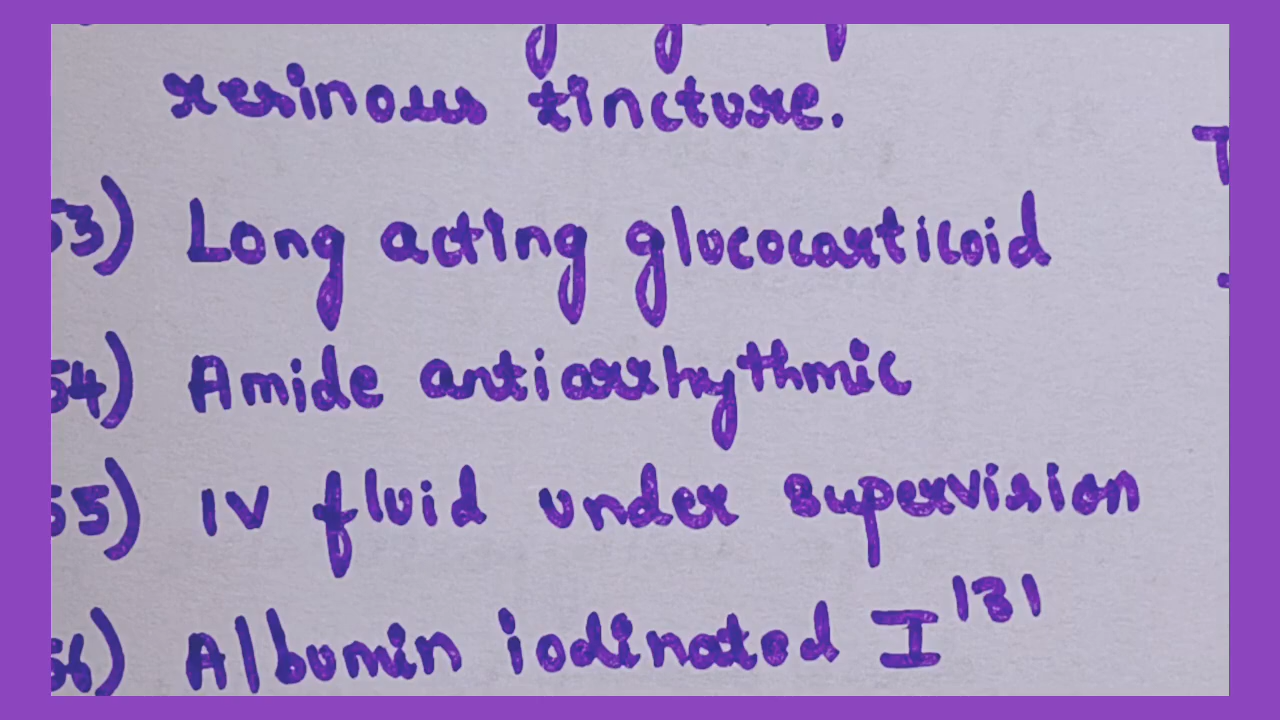 resinous tincture.
53) Long acting glucocorticoid
54) Amide antiarrhythmic
55) IV fluid under supervision
56) Albumin iodinated I¹³¹